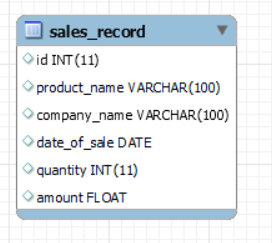 sales_record
id INT(11)
product_name VARCHAR(100)
company_name VARCHAR(100)
date_of_sale DATE
quantity INT(11)
amount FLOAT